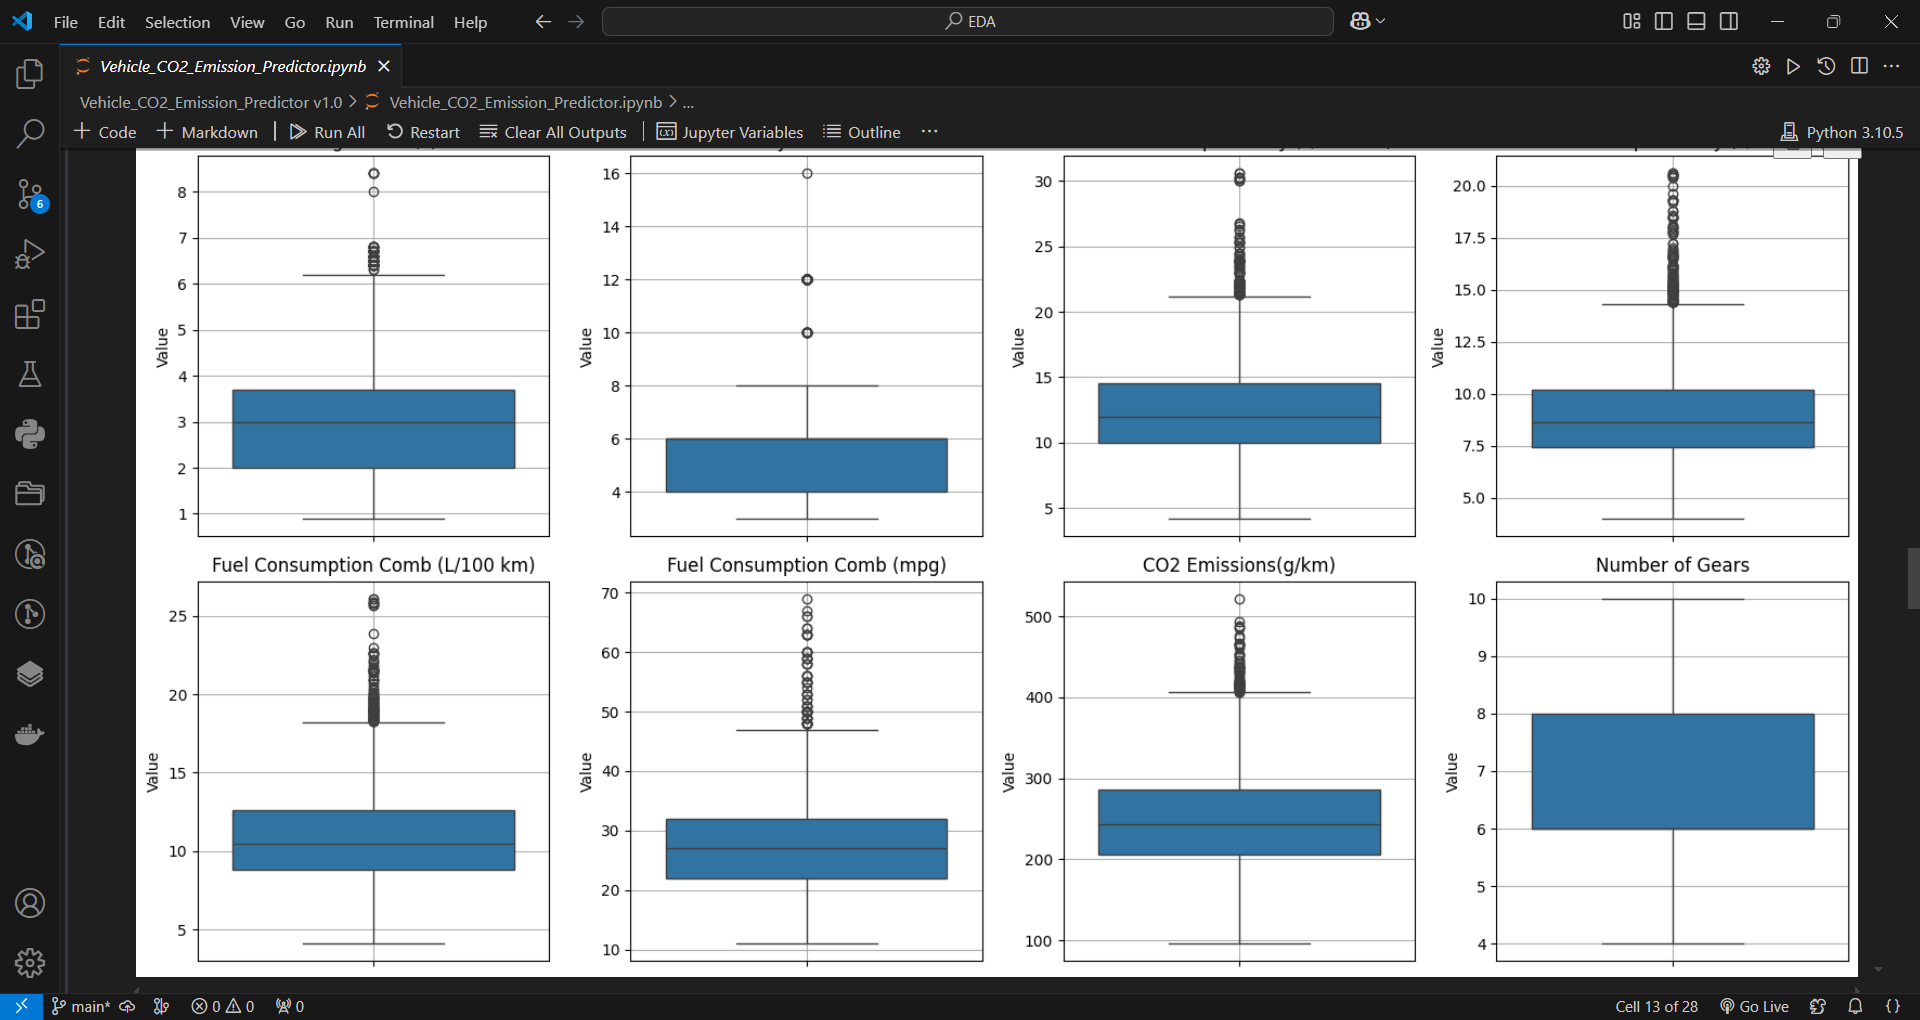 File Edit Selection View Go Run Terminal Help
EDA
Vehicle_CO2_Emission_Predictor.ipynb
Vehicle_CO2_Emission_Predictor v1.0 > Vehicle_CO2_Emission_Predictor.ipynb > ...
Code Markdown Run All Restart Clear All Outputs Jupyter Variables Outline ... Python 3.10.5
6
8
7
6
5
4
3
2
1
Value
16
14
12
10
8
6
4
Value
30
25
20
15
10
5
Value
20.0
17.5
15.0
12.5
10.0
7.5
5.0
Value
Fuel Consumption Comb (L/100 km)
25
20
15
10
5
Value
Fuel Consumption Comb (mpg)
70
60
50
40
30
20
10
Value
CO2 Emissions(g/km)
500
400
300
200
100
Value
Number of Gears
10
9
8
7
6
5
4
Value
main* 0 0 0 Cell 13 of 28 Go Live